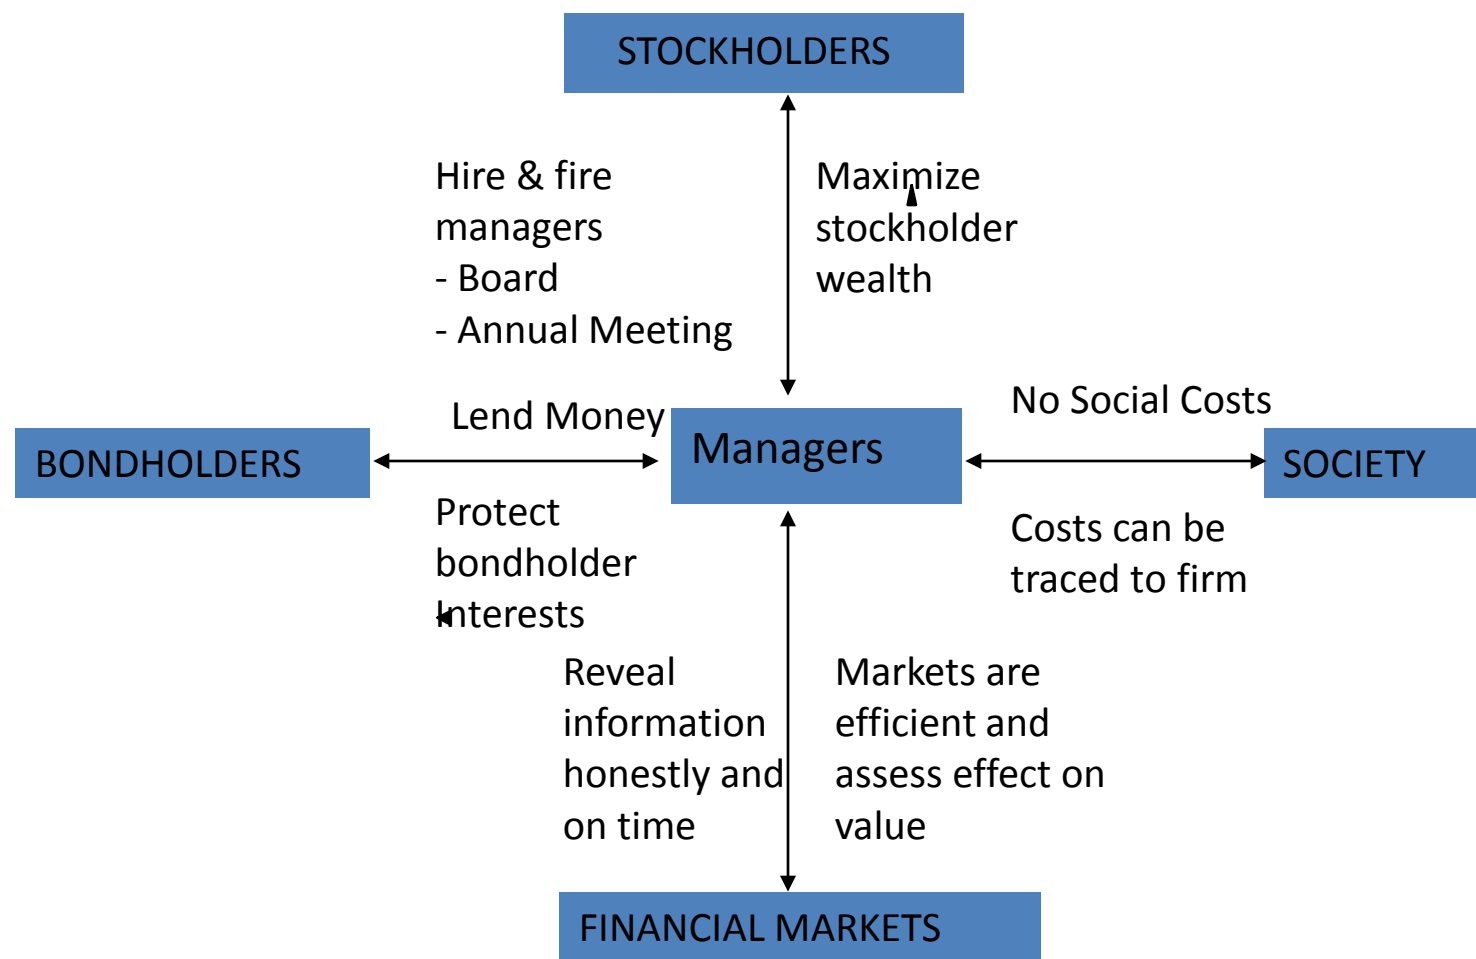 STOCKHOLDERS
Hire & fire
managers
- Board
- Annual Meeting
Maximize
stockholder
wealth
Lend Money
Managers
No Social Costs
BONDHOLDERS
SOCIETY
Protect
bondholder
Interests
Costs can be
traced to firm
Reveal
information
honestly and
on time
Markets are
efficient and
assess effect on
value
FINANCIAL MARKETS